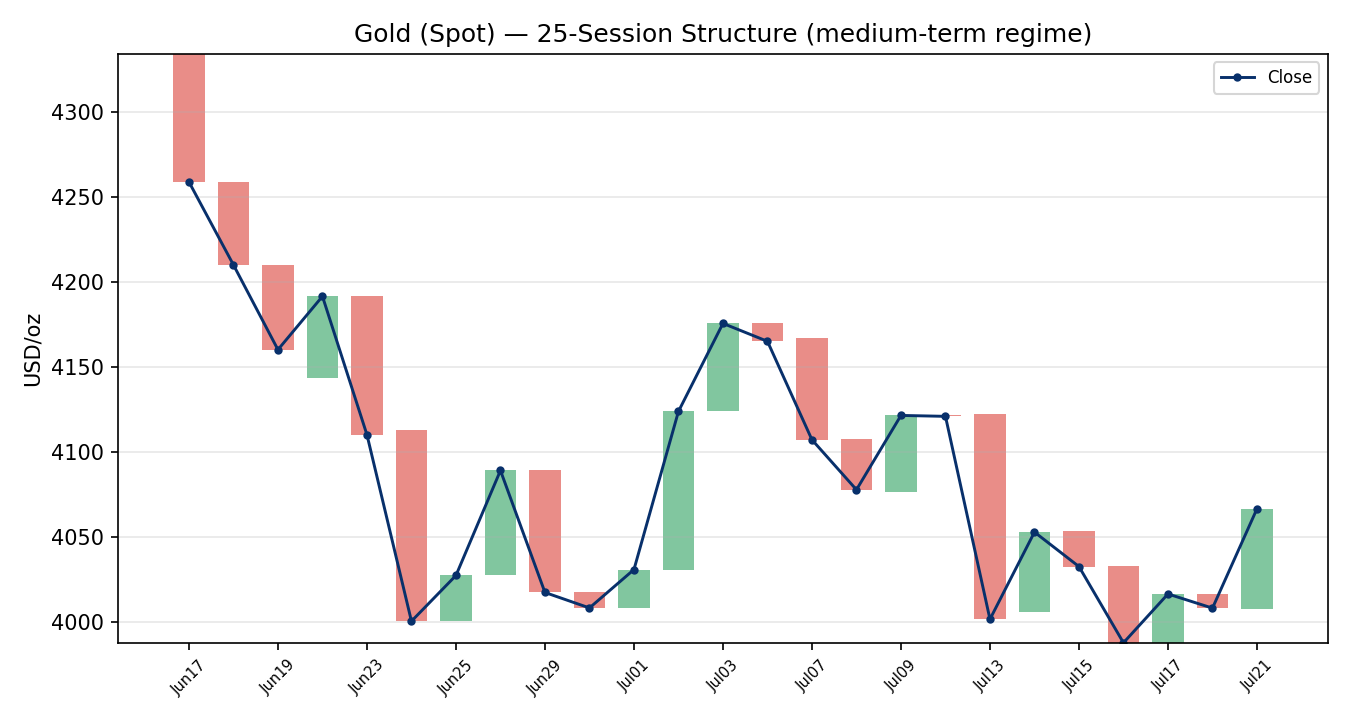 Gold (Spot) — 25-Session Structure (medium-term regime)
Close
USD/oz
4300
4250
4200
4150
4100
4050
4000
Jun17
Jun19
Jun23
Jun25
Jun29
Jul01
Jul03
Jul07
Jul09
Jul13
Jul15
Jul17
Jul21